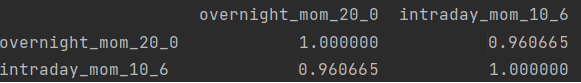 overnight_mom_20_0 intraday_mom_10_6
overnight_mom_20_0 1.000000 0.960665
intraday_mom_10_6 0.960665 1.000000